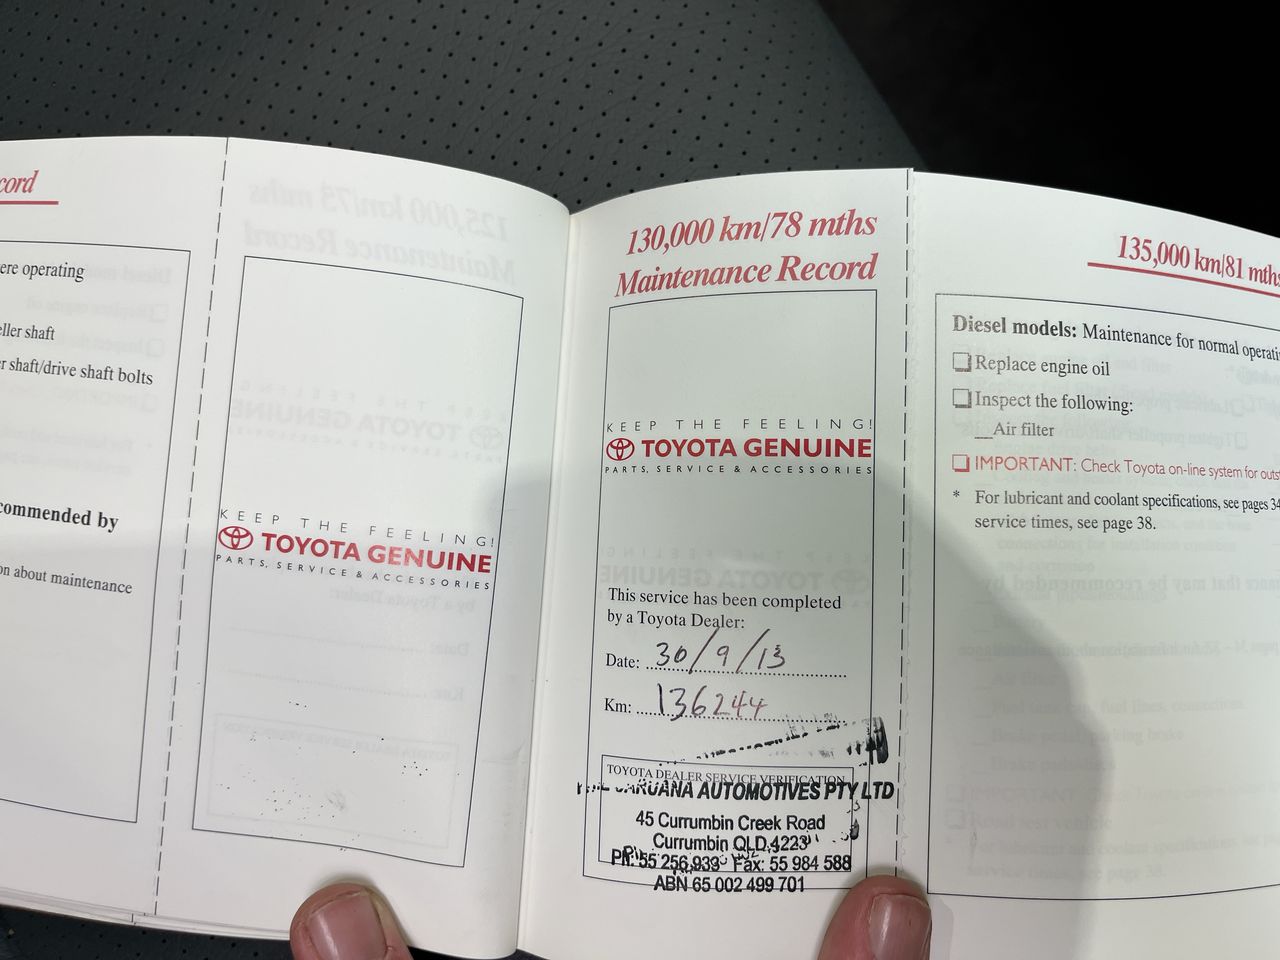 cord
ere operating
eller shaft
r shaft/drive shaft bolts
commended by
on about maintenance
KEEP THE FEELING!
TOYOTA GENUINE
PARTS, SERVICE & ACCESSORIES
130,000 km/78 mths
Maintenance Record
KEEP THE FEELING!
TOYOTA GENUINE
PARTS, SERVICE & ACCESSORIES
This service has been completed
by a Toyota Dealer:
Date: 30/9/13
Km: 136244
TOYOTA DEALER SERVICE VERIFICATION
CARUANA AUTOMOTIVES PTY LTD
45 Currumbin Creek Road
Currumbin QLD 4223
PH: 55 256 933 Fax: 55 984 588
ABN 65 002 499 701
135,000 km/81 mths
Diesel models: Maintenance for normal operati
Replace engine oil
Inspect the following:
__Air filter
IMPORTANT: Check Toyota on-line system for outs
* For lubricant and coolant specifications, see pages 34
service times, see page 38.